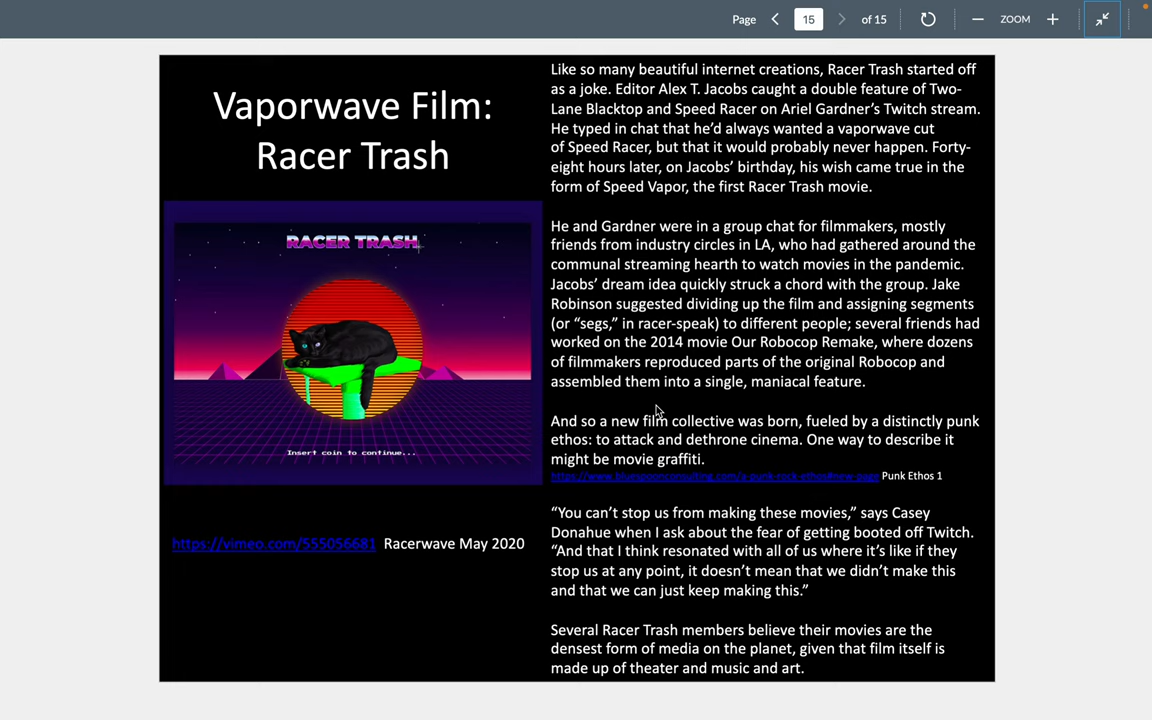 Page 15 of 15 ZOOM
Vaporwave Film:
Racer Trash
RACER TRASH
Insert coin to continue...
https://vimeo.com/555056681 Racerwave May 2020
Like so many beautiful internet creations, Racer Trash started off
as a joke. Editor Alex T. Jacobs caught a double feature of Two-
Lane Blacktop and Speed Racer on Ariel Gardner’s Twitch stream.
He typed in chat that he’d always wanted a vaporwave cut
of Speed Racer, but that it would probably never happen. Forty-
eight hours later, on Jacobs’ birthday, his wish came true in the
form of Speed Vapor, the first Racer Trash movie.
He and Gardner were in a group chat for filmmakers, mostly
friends from industry circles in LA, who had gathered around the
communal streaming hearth to watch movies in the pandemic.
Jacobs’ dream idea quickly struck a chord with the group. Jake
Robinson suggested dividing up the film and assigning segments
(or “segs,” in racer-speak) to different people; several friends had
worked on the 2014 movie Our Robocop Remake, where dozens
of filmmakers reproduced parts of the original Robocop and
assembled them into a single, maniacal feature.
And so a new film collective was born, fueled by a distinctly punk
ethos: to attack and dethrone cinema. One way to describe it
might be movie graffiti.
https://www.bluespoonconsulting.com/a-punk-rock-ethos#new-page Punk Ethos 1
“You can’t stop us from making these movies,” says Casey
Donahue when I ask about the fear of getting booted off Twitch.
“And that I think resonated with all of us where it’s like if they
stop us at any point, it doesn’t mean that we didn’t make this
and that we can just keep making this.”
Several Racer Trash members believe their movies are the
densest form of media on the planet, given that film itself is
made up of theater and music and art.